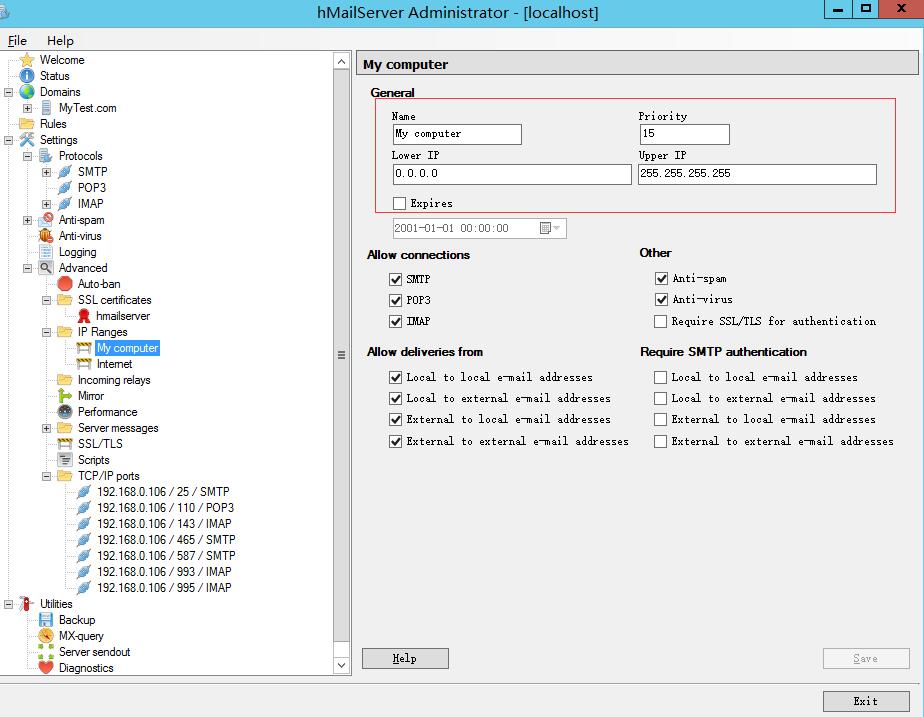 hMailServer Administrator - [localhost]
File Help
Welcome
Status
Domains
MyTest.com
Rules
Settings
Protocols
SMTP
POP3
IMAP
Anti-spam
Anti-virus
Logging
Advanced
Auto-ban
SSL certificates
hmailserver
IP Ranges
My computer
Internet
Incoming relays
Mirror
Performance
Server messages
SSL/TLS
Scripts
TCP/IP ports
192.168.0.106 / 25 / SMTP
192.168.0.106 / 110 / POP3
192.168.0.106 / 143 / IMAP
192.168.0.106 / 465 / SMTP
192.168.0.106 / 587 / SMTP
192.168.0.106 / 993 / IMAP
192.168.0.106 / 995 / IMAP
Utilities
Backup
MX-query
Server sendout
Diagnostics
My computer
General
Name
My computer
Priority
15
Lower IP
0.0.0.0
Upper IP
255.255.255.255
Expires
2001-01-01 00:00:00
Allow connections
SMTP
POP3
IMAP
Other
Anti-spam
Anti-virus
Require SSL/TLS for authentication
Allow deliveries from
Local to local e-mail addresses
Local to external e-mail addresses
External to local e-mail addresses
External to external e-mail addresses
Require SMTP authentication
Local to local e-mail addresses
Local to external e-mail addresses
External to local e-mail addresses
External to external e-mail addresses
Help
Save
Exit